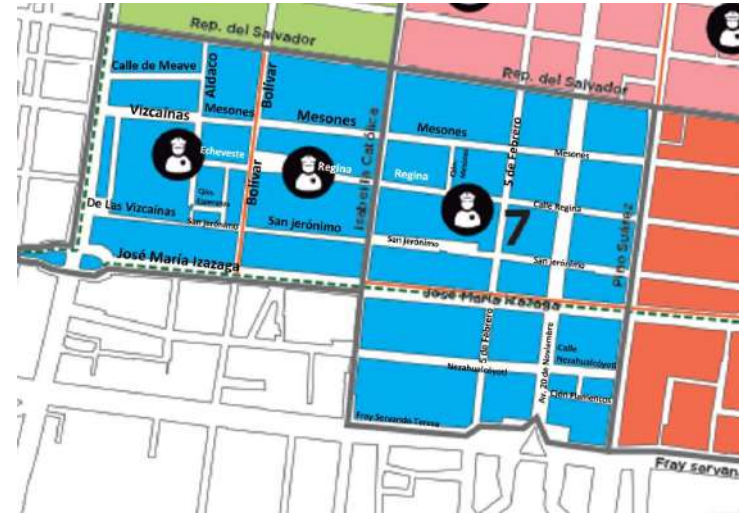 Rep. del Salvador
Rep. del Salvador
Calle de Meave
Aldaco
Bolívar
Vizcaínas
Mesones
Mesones
Mesones
Mesones
Isabel la Católica
5 de Febrero
Echeveste
Regina
Regina
Calle Regina
Bolívar
De Las Vizcaínas
San Jerónimo
San Jerónimo
San Jerónimo
San Jerónimo
7
Pino Suárez
José María Izazaga
José María Izazaga
5 de Febrero
Av. 20 de Noviembre
Calle
Nezahualcóyotl
Nezahualcóyotl
Fray Servando Teresa
Fray servan